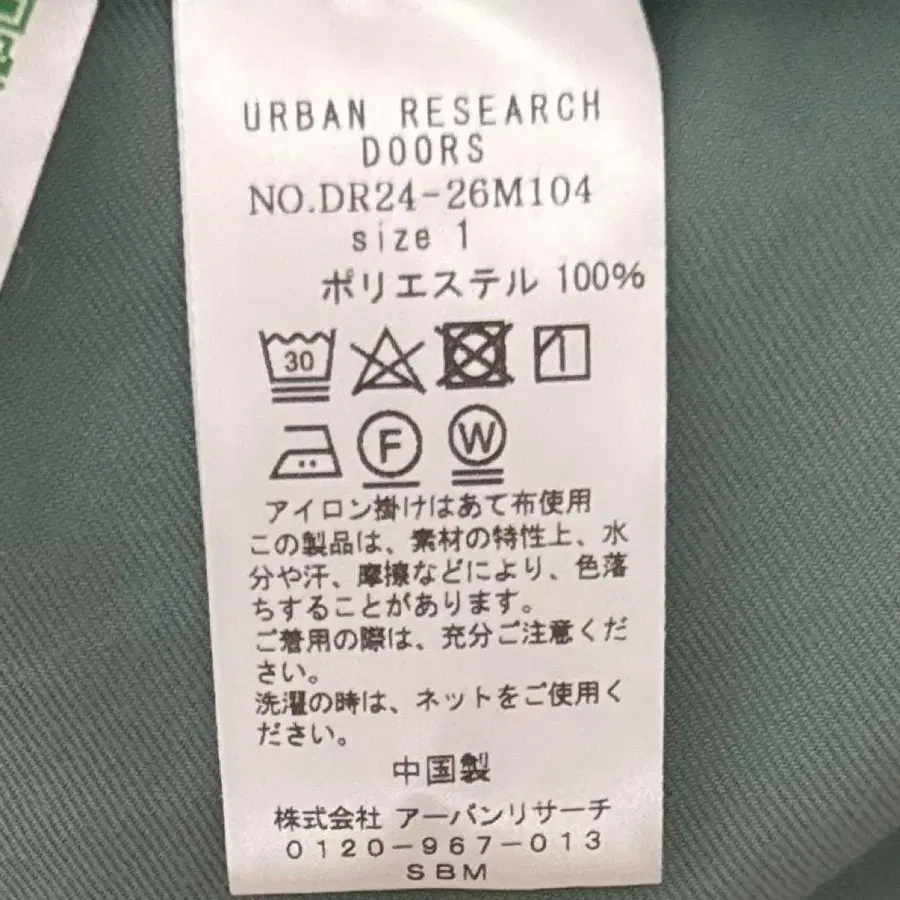 URBAN RESEARCH
DOORS
NO.DR24-26M104
size 1
ポリエステル 100%
30
F W
アイロン掛けはあて布使用
この製品は、素材の特性上、水
分や汗、摩擦などにより、色落
ちすることがあります。
ご着用の際は、充分ご注意くだ
さい。
洗濯の時は、ネットをご使用く
ださい。
中国製
株式会社 アーバンリサーチ
0120-967-013
SBM